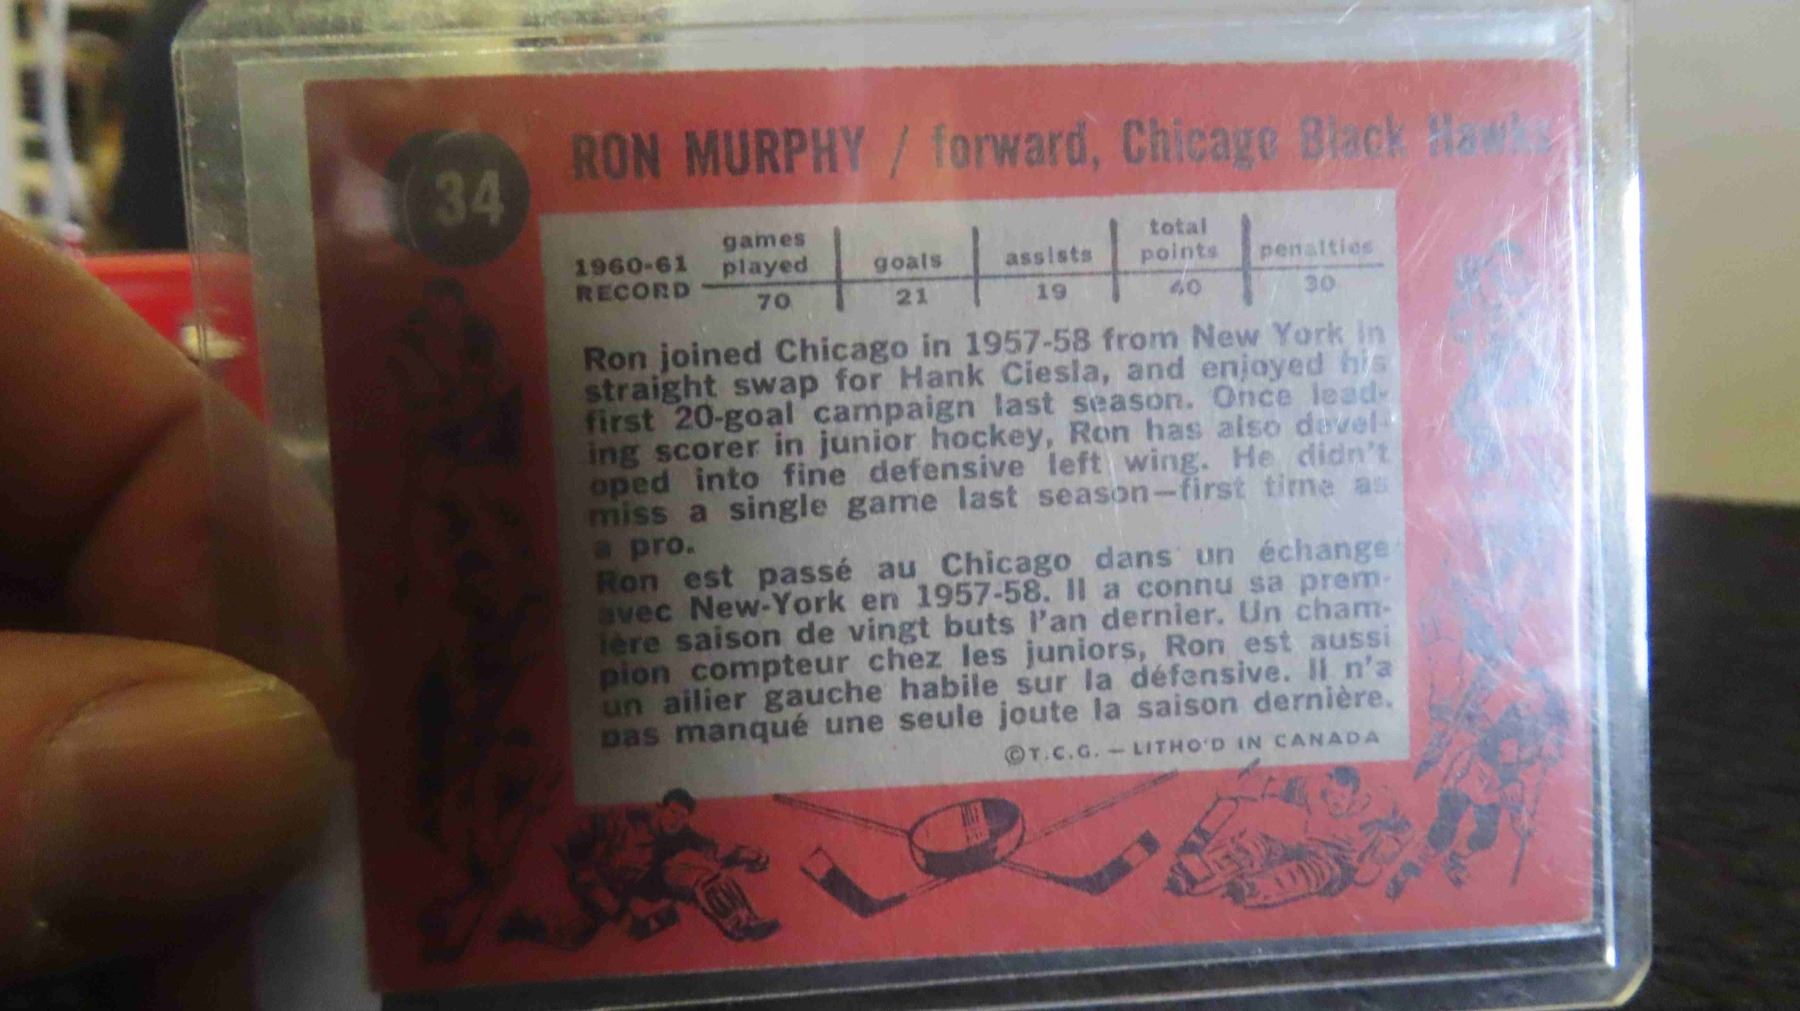 34
RON MURPHY / forward, Chicago Black Hawks
1960-61 RECORD
games played | goals | assists | total points | penalties
70 | 21 | 19 | 40 | 30
Ron joined Chicago in 1957-58 from New York in
straight swap for Hank Ciesla, and enjoyed his
first 20-goal campaign last season. Once lead-
ing scorer in junior hockey, Ron has also devel-
oped into fine defensive left wing. He didn't
miss a single game last season—first time as
a pro.
Ron est passé au Chicago dans un échange
avec New-York en 1957-58. Il a connu sa prem-
ière saison de vingt buts l'an dernier. Un cham-
pion compteur chez les juniors, Ron est aussi
un ailier gauche habile sur la défensive. Il n'a
pas manqué une seule joute la saison dernière.
©T.C.G. — LITHO'D IN CANADA